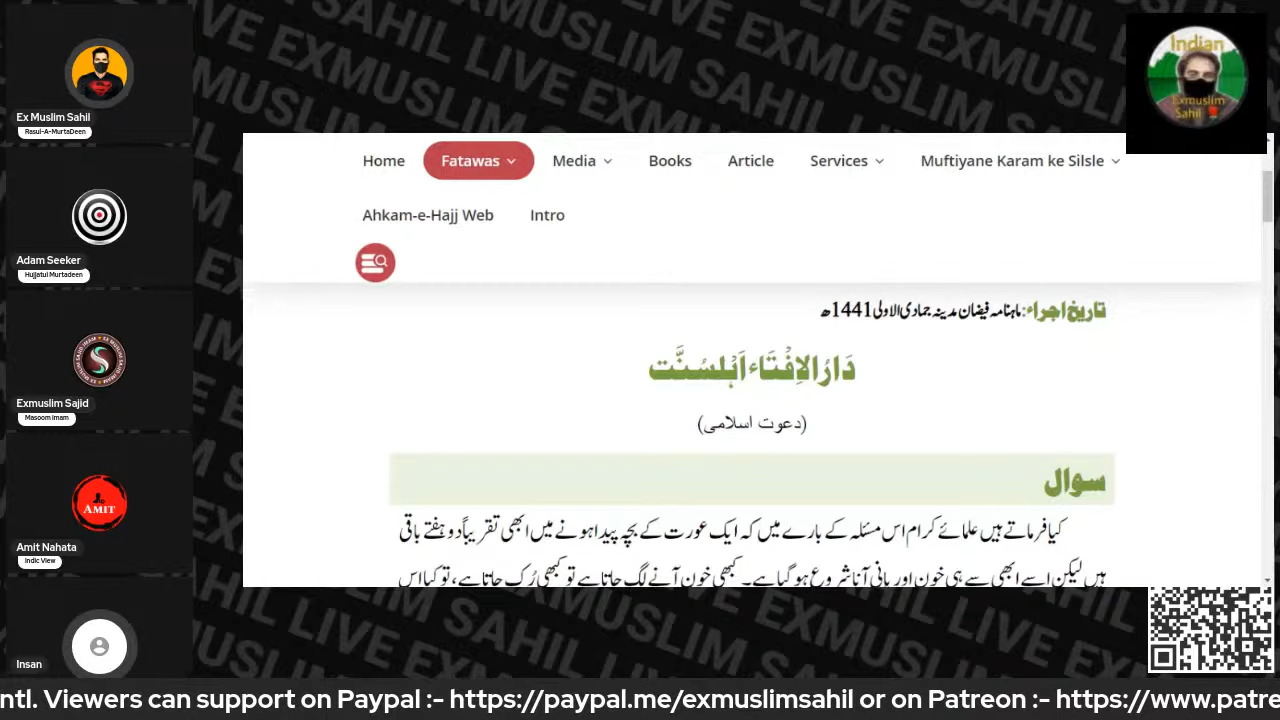 Ex Muslim Sahil
Rasul-A-MurtaDeen
Adam Seeker
Hujjatul Murtadeen
Exmuslim Sajid
Masoom Imam
AMIT
Amit Nahata
Indic View
Insan
Indian
Exmuslim
Sahil
Home Fatawas Media Books Article Services Muftiyane Karam ke Silsle
Ahkam-e-Hajj Web Intro
تاریخ اجراء: ماہنامہ فیضان مدینہ جمادی الاولی 1441ھ
دَارُالاِفْتَاء اَہْلسُنَّت
(دعوت اسلامی)
سوال
کیا فرماتے ہیں علمائے کرام اس مسئلہ کے بارے میں کہ ایک عورت کے بچہ پیدا ہونے میں ابھی تقریباً دو ہفتے باقی
ہیں لیکن اسے ابھی سے ہی خون اور پانی آنا شروع ہو گیا ہے۔ کبھی خون آنے لگ جاتا ہے تو کبھی رُک جاتا ہے، تو کیا اس
ntl. Viewers can support on Paypal :- https://paypal.me/exmuslimsahil or on Patreon :- https://www.patre